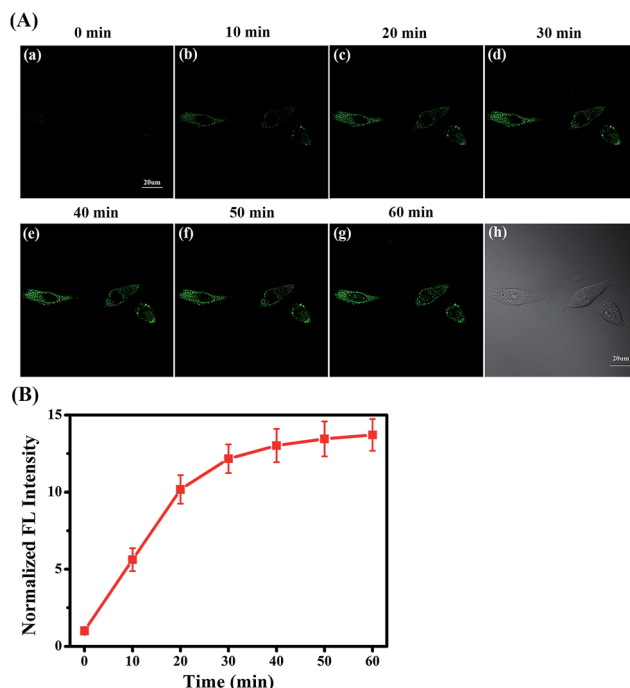 (A)
0 min 10 min 20 min 30 min
(a) (b) (c) (d)
20um
40 min 50 min 60 min
(e) (f) (g) (h)
20um
(B)
15
10
5
0
Normalized FL Intensity
0 10 20 30 40 50 60
Time (min)